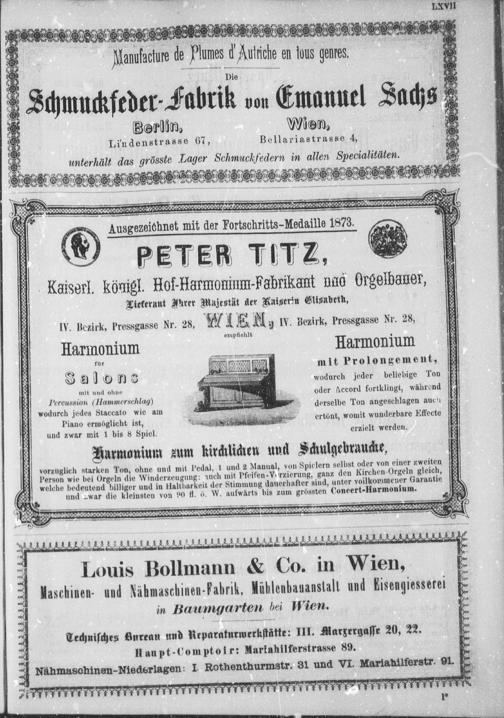 LXVII
Manufacture de Plumes d'Autriche en tous genres.
Die
Schmuckfeder-Fabrik von Emanuel Sachs
Berlin, Wien,
Lindenstrasse 67, Bellariastrasse 4,
unterhält das grösste Lager Schmuckfedern in allen Specialitäten.
Ausgezeichnet mit der Fortschritts-Medaille 1873.
PETER TITZ,
Kaiserl. königl. Hof-Harmonium-Fabrikant und Orgelbauer,
Lieferant Ihrer Majestät der Kaiserin Elisabeth,
IV. Bezirk, Pressgasse Nr. 28, WIEN, IV. Bezirk, Pressgasse Nr. 28,
empfiehlt
Harmonium
für
Salons
mit und ohne
Percussion (Hammerschlag)
wodurch jedes Staccato wie am
Piano ermöglicht ist,
und zwar mit 1 bis 8 Spiel.
Harmonium
mit Prolongement,
wodurch jeder beliebige Ton
oder Accord fortklingt, während
derselbe Ton angeschlagen auch
ertönt, womit wunderbare Effecte
erzielt werden.
Harmonium zum kirchlichen und Schulgebrauche,
vorzüglich starken Ton, ohne und mit Pedal, 1 und 2 Manual, von Spielern selbst oder von einer zweiten
Person wie bei Orgeln die Winderzeugung: auch mit Pfeifen-Verzierung, ganz den Kirchen-Orgeln gleich,
welche bedeutend billiger und in Haltbarkeit der Stimmung dauerhafter sind, unter vollkommener Garantie
und zwar die kleinsten von 90 fl. ö. W. aufwärts bis zum grössten Concert-Harmonium.
Louis Bollmann & Co. in Wien,
Maschinen- und Nähmaschinen-Fabrik, Mühlenbauanstalt und Eisengiesserei
in Baumgarten bei Wien.
Technisches Bureau und Reparaturwerkstätte: III. Marxergasse 20, 22.
Haupt-Comptoir: Mariahilferstrasse 89.
Nähmaschinen-Niederlagen: I. Rothenthurmstr. 31 und VI. Mariahilferstr. 91.
1*